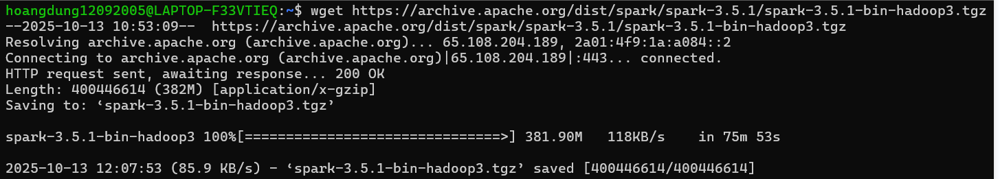 hoangdung12092005@LAPTOP-F33VTIEQ:~$ wget https://archive.apache.org/dist/spark/spark-3.5.1/spark-3.5.1-bin-hadoop3.tgz
--2025-10-13 10:53:09--  https://archive.apache.org/dist/spark/spark-3.5.1/spark-3.5.1-bin-hadoop3.tgz
Resolving archive.apache.org (archive.apache.org)... 65.108.204.189, 2a01:4f9:1a:a084::2
Connecting to archive.apache.org (archive.apache.org)|65.108.204.189|:443... connected.
HTTP request sent, awaiting response... 200 OK
Length: 400446614 (382M) [application/x-gzip]
Saving to: ‘spark-3.5.1-bin-hadoop3.tgz’
spark-3.5.1-bin-hadoop3 100%[===============================>] 381.90M   118KB/s    in 75m 53s
2025-10-13 12:07:53 (85.9 KB/s) - ‘spark-3.5.1-bin-hadoop3.tgz’ saved [400446614/400446614]